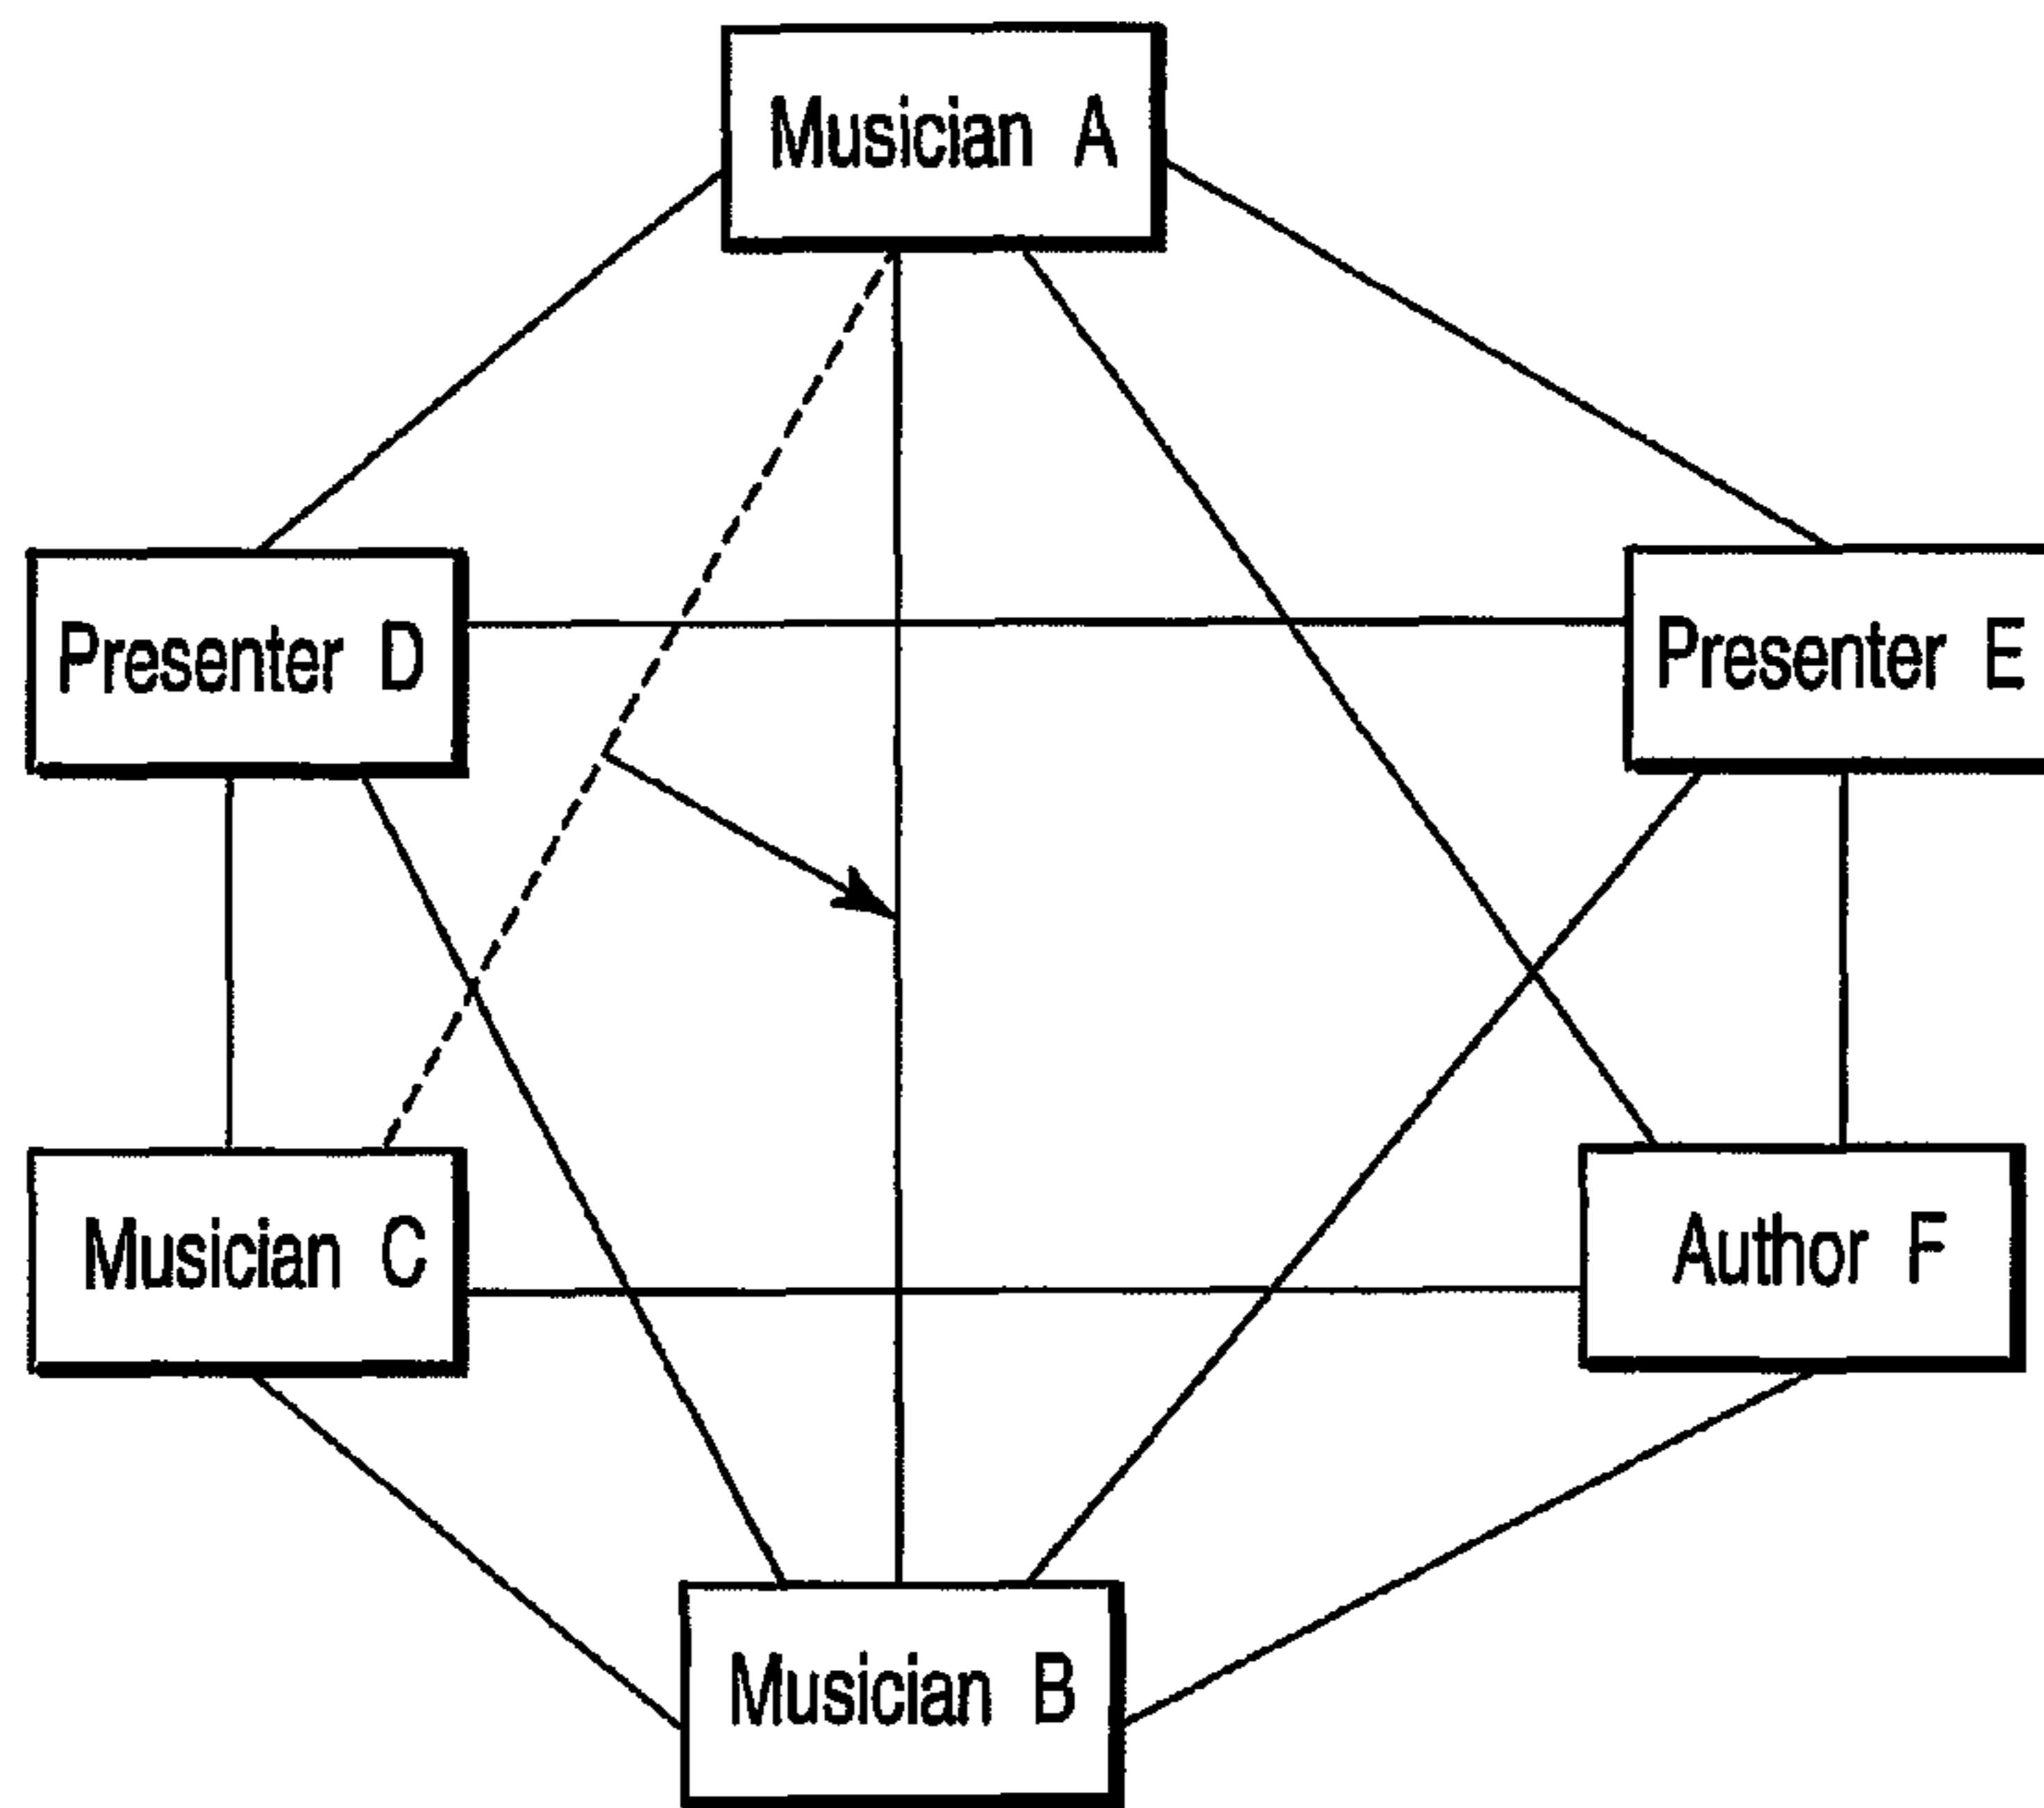 Musician A
Presenter D
Presenter E
Musician C
Author F
Musician B